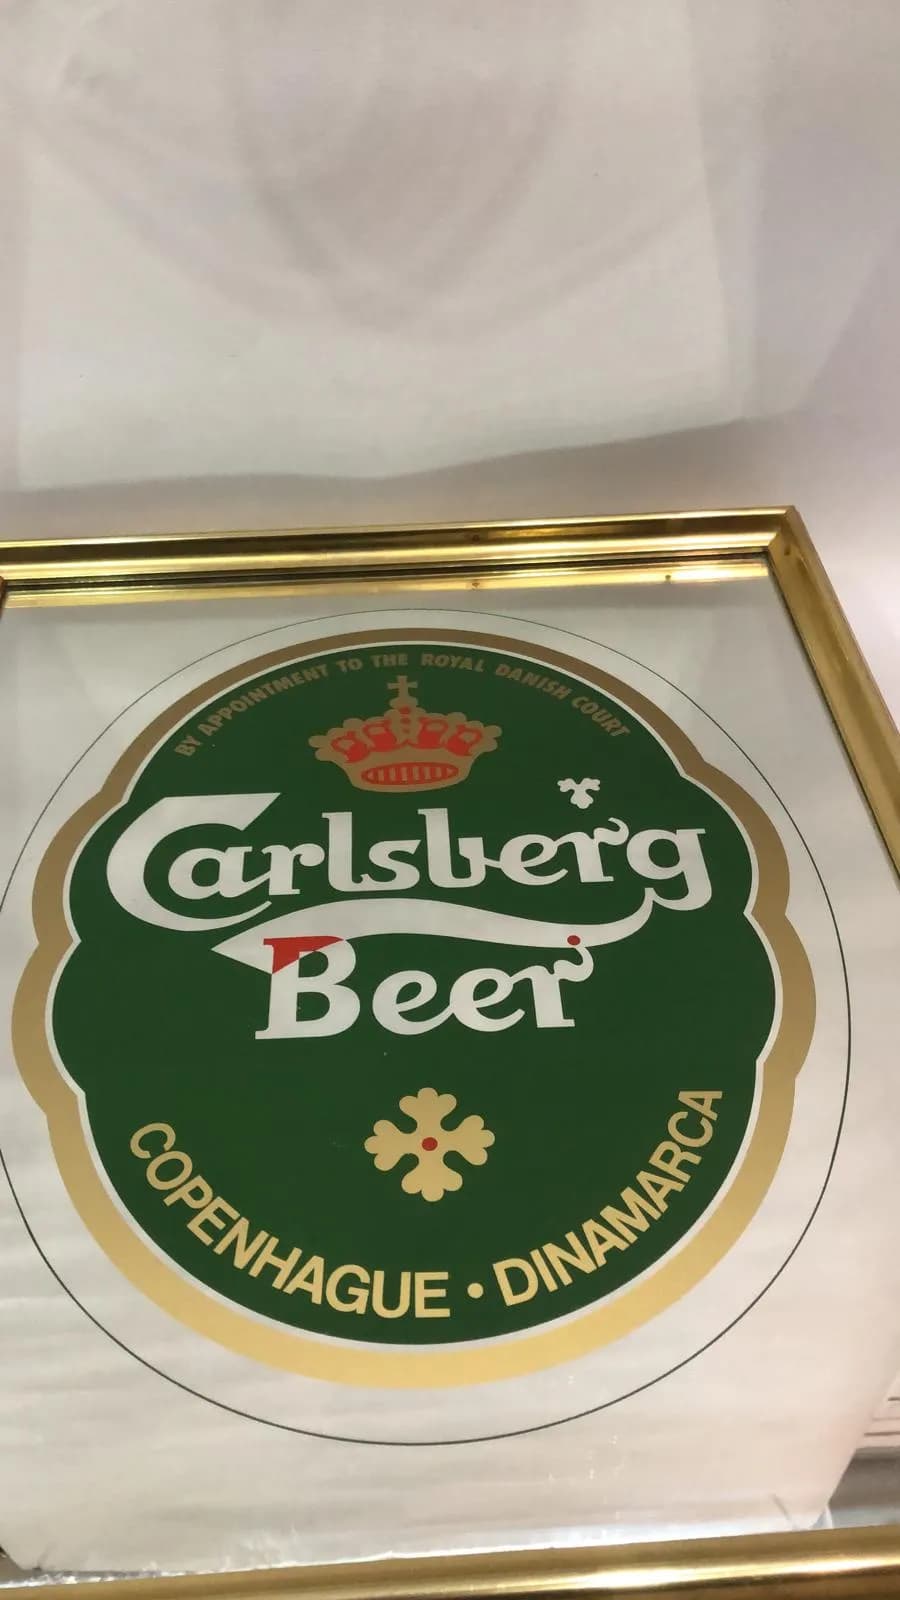 BY APPOINTMENT TO THE ROYAL DANISH COURT
Carlsberg
Beer
COPENHAGUE • DINAMARCA